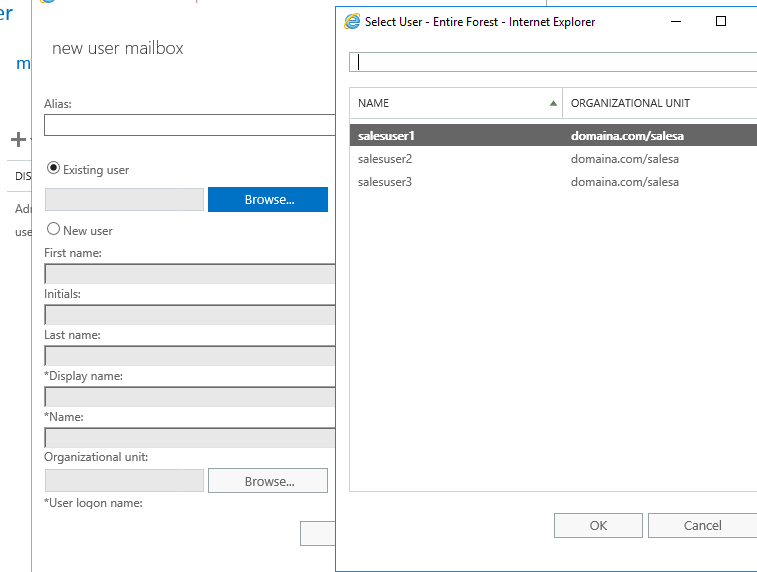 er
m
DIS
Adr
use
new user mailbox
Alias:
Existing user
Browse...
New user
First name:
Initials:
Last name:
*Display name:
*Name:
Organizational unit:
Browse...
*User logon name:
Select User - Entire Forest - Internet Explorer
NAME ORGANIZATIONAL UNIT
salesuser1 domaina.com/salesa
salesuser2 domaina.com/salesa
salesuser3 domaina.com/salesa
OK Cancel